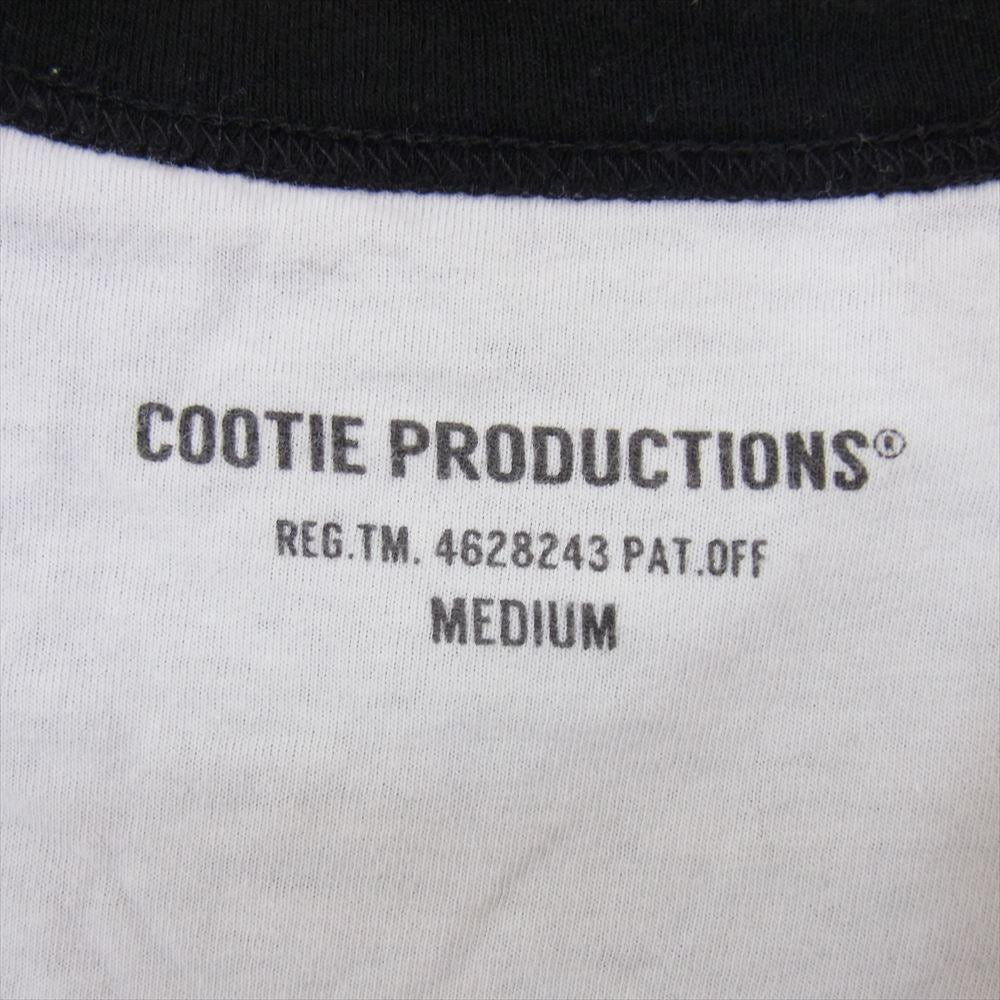 COOTIE PRODUCTIONS®
REG.TM. 4628243 PAT.OFF
MEDIUM